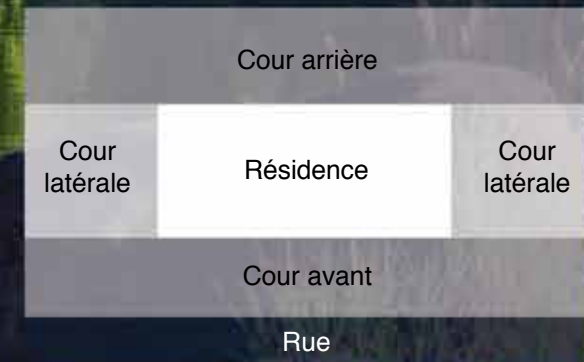 Cour arrière
Cour
latérale
Résidence
Cour
latérale
Cour avant
Rue